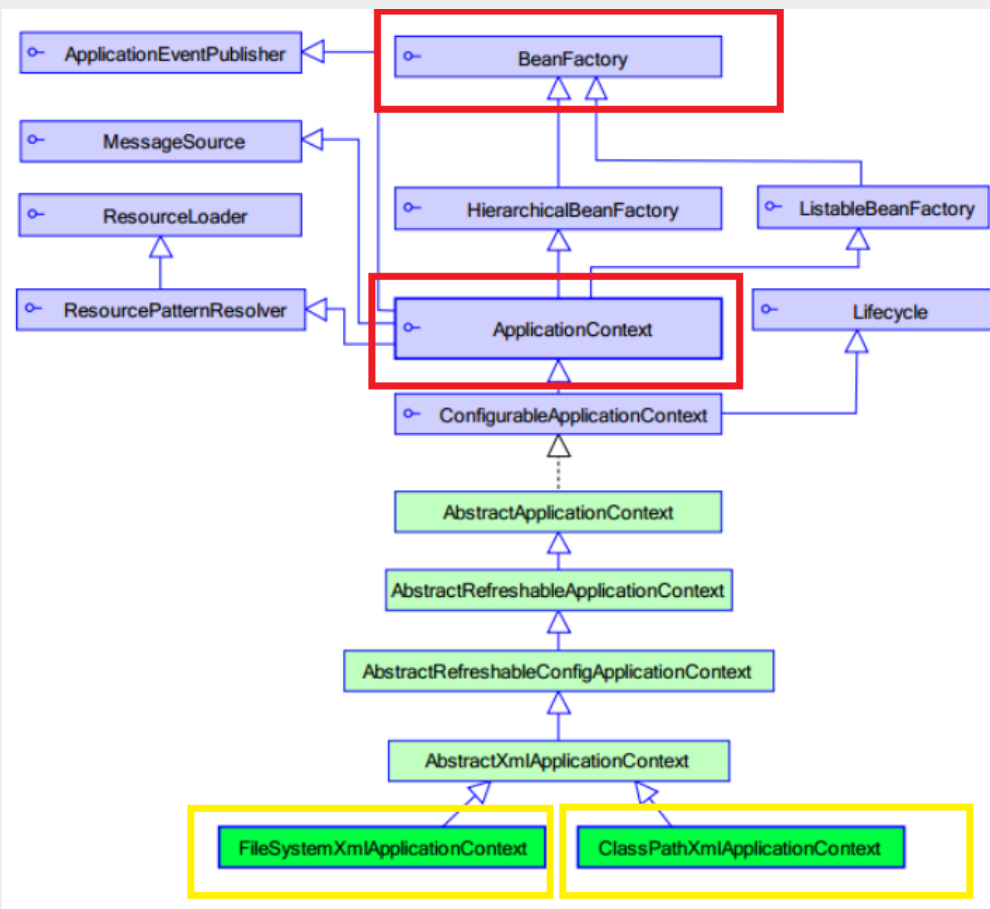 ApplicationEventPublisher
BeanFactory
MessageSource
ResourceLoader
HierarchicalBeanFactory
ListableBeanFactory
ResourcePatternResolver
ApplicationContext
Lifecycle
ConfigurableApplicationContext
AbstractApplicationContext
AbstractRefreshableApplicationContext
AbstractRefreshableConfigApplicationContext
AbstractXmlApplicationContext
FileSystemXmlApplicationContext
ClassPathXmlApplicationContext